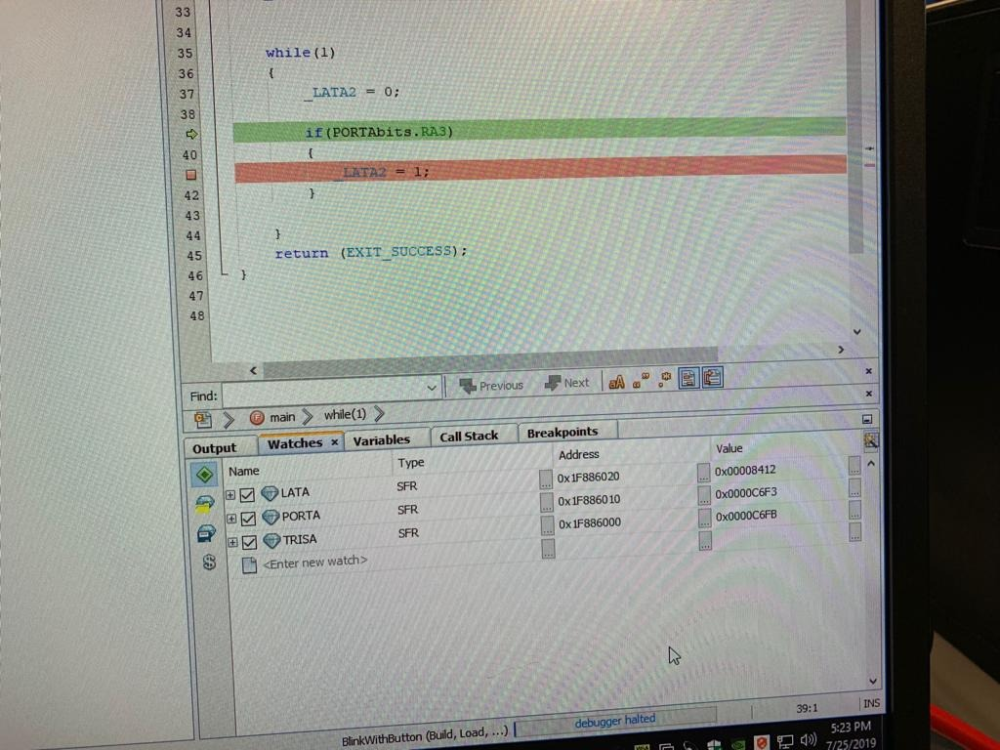 33
34
35 while(1)
36 {
37 _LATA2 = 0;
38
if(PORTAbits.RA3)
40 {
_LATA2 = 1;
42 }
43
44 }
45 return (EXIT_SUCCESS);
46 }
47
48
Find: Previous Next
main while(1)
Output Watches × Variables Call Stack Breakpoints
Name Type Address Value
LATA SFR ... 0x1F886020 ... 0x00008412 ...
PORTA SFR ... 0x1F886010 ... 0x0000C6F3 ...
TRISA SFR ... 0x1F886000 ... 0x0000C6FB ...
<Enter new watch> ... ... ...
39:1 INS
BlinkWithButton (Build, Load, ...) debugger halted
5:23 PM
7/25/2019